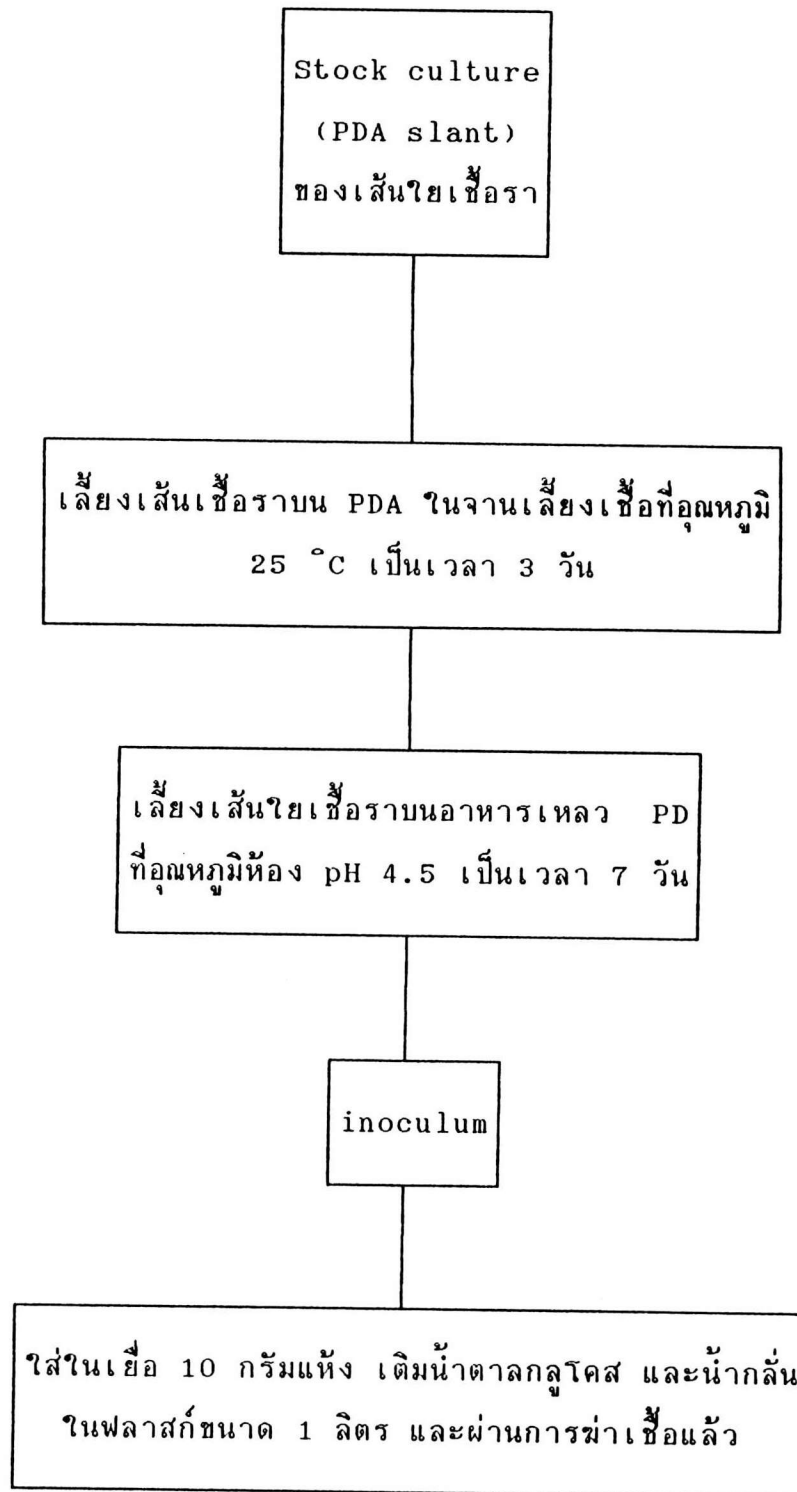 Stock culture
(PDA slant)
ของเส้นใยเชื้อรา
เลี้ยงเส้นเชื้อราบน PDA ในจานเลี้ยงเชื้อที่อุณหภูมิ
25 °C เป็นเวลา 3 วัน
เลี้ยงเส้นใยเชื้อราบนอาหารเหลว PD
ที่อุณหภูมิห้อง pH 4.5 เป็นเวลา 7 วัน
inoculum
ใส่ในเยื่อ 10 กรัมแห้ง เติมน้ำตาลกลูโคส และน้ำกลั่น
ในฟลาสก์ขนาด 1 ลิตร และผ่านการฆ่าเชื้อแล้ว